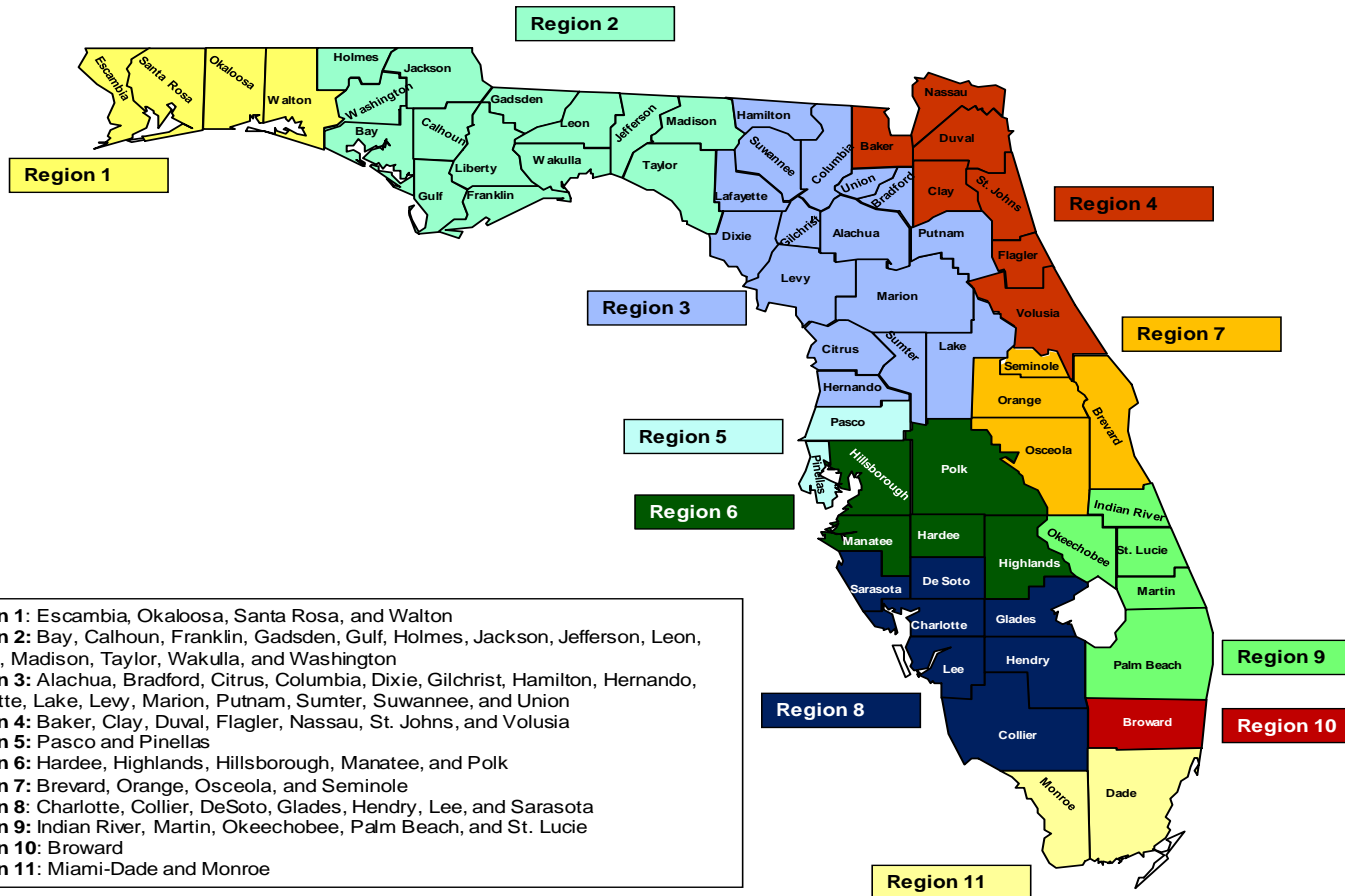 Region 2
Holmes
Jackson
Escambia
Santa Rosa
Okaloosa
Walton
Washington
Gadsden
Nassau
Bay
Calhoun
Leon
Jefferson
Madison
Hamilton
Duval
Baker
Region 1
Liberty
Wakulla
Taylor
Suwannee
Columbia
Union
Bradford
Clay
St. Johns
Gulf
Franklin
Lafayette
Region 4
Dixie
Gilchrist
Alachua
Putnam
Flagler
Levy
Marion
Region 3
Volusia
Region 7
Citrus
Sumter
Lake
Seminole
Hernando
Orange
Brevard
Pasco
Region 5
Osceola
Pinellas
Hillsborough
Polk
Region 6
Indian River
Manatee
Hardee
Okeechobee
St. Lucie
Highlands
Sarasota
De Soto
Martin
Charlotte
Glades
Lee
Hendry
Palm Beach
Region 9
Region 8
Broward
Region 10
Collier
Monroe
Dade
Region 11
n 1: Escambia, Okaloosa, Santa Rosa, and Walton
n 2: Bay, Calhoun, Franklin, Gadsden, Gulf, Holmes, Jackson, Jefferson, Leon,
, Madison, Taylor, Wakulla, and Washington
n 3: Alachua, Bradford, Citrus, Columbia, Dixie, Gilchrist, Hamilton, Hernando,
tte, Lake, Levy, Marion, Putnam, Sumter, Suwannee, and Union
n 4: Baker, Clay, Duval, Flagler, Nassau, St. Johns, and Volusia
n 5: Pasco and Pinellas
n 6: Hardee, Highlands, Hillsborough, Manatee, and Polk
n 7: Brevard, Orange, Osceola, and Seminole
n 8: Charlotte, Collier, DeSoto, Glades, Hendry, Lee, and Sarasota
n 9: Indian River, Martin, Okeechobee, Palm Beach, and St. Lucie
n 10: Broward
n 11: Miami-Dade and Monroe